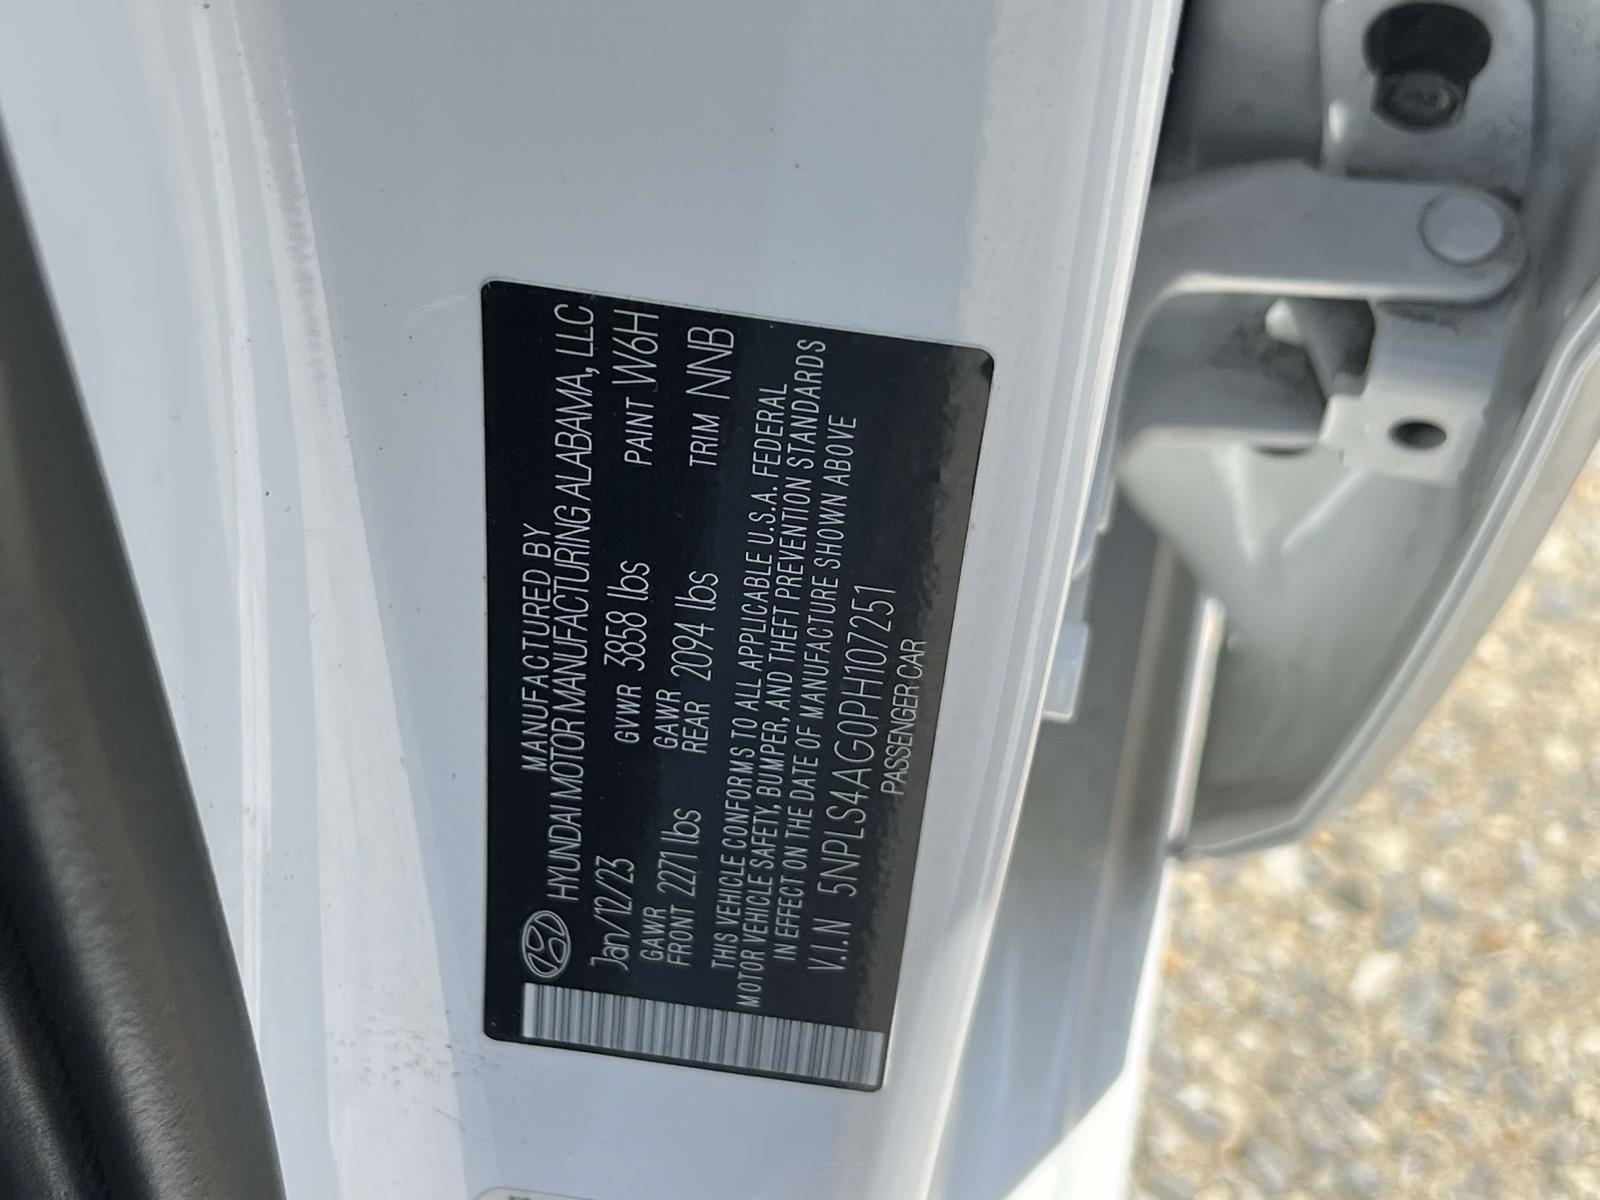 MANUFACTURED BY
HYUNDAI MOTOR MANUFACTURING ALABAMA, LLC
Jan/12/23 GVWR 3858 lbs PAINT W6H
GAWR FRONT 2271 lbs GAWR REAR 2094 lbs TRIM NNB
THIS VEHICLE CONFORMS TO ALL APPLICABLE U.S.A. FEDERAL
MOTOR VEHICLE SAFETY, BUMPER, AND THEFT PREVENTION STANDARDS
IN EFFECT ON THE DATE OF MANUFACTURE SHOWN ABOVE
V.I.N 5NPLS4AG0PH107251
PASSENGER CAR